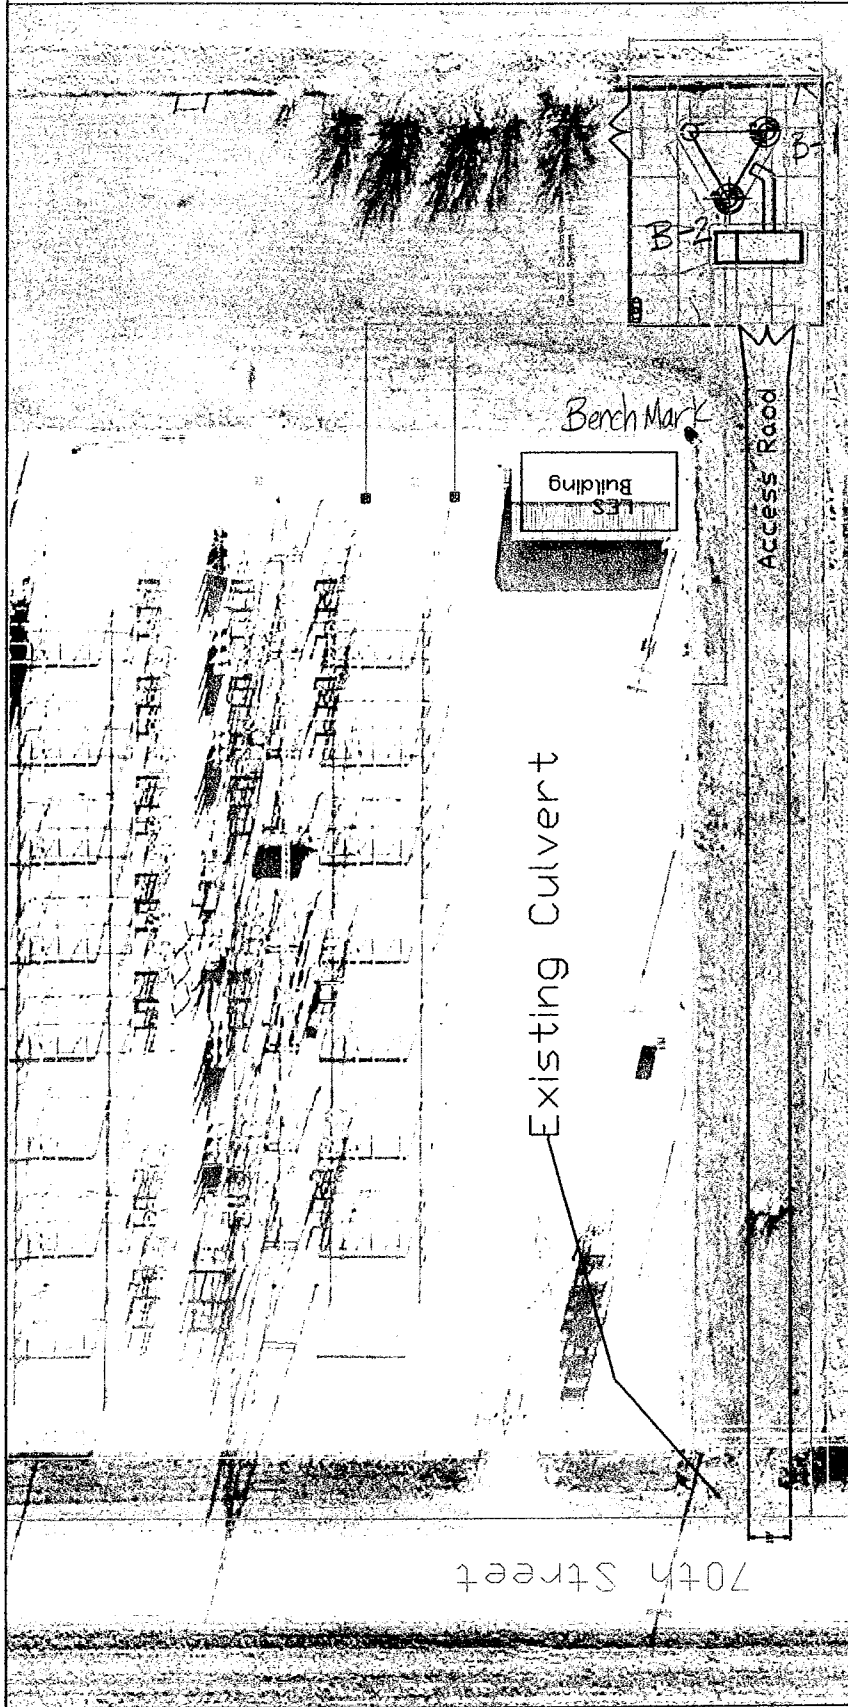 B-
B-2
Bench Mark
LES
Building
Access Road
Existing Culvert
70th Street